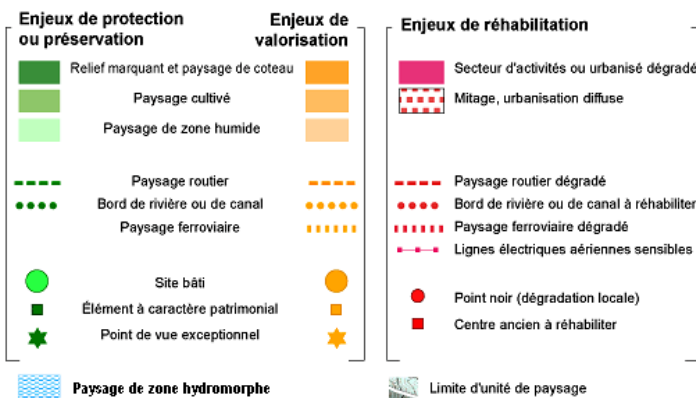 Enjeux de protection
ou préservation
Enjeux de
valorisation
Relief marquant et paysage de coteau
Paysage cultivé
Paysage de zone humide
Paysage routier
Bord de rivière ou de canal
Paysage ferroviaire
Site bâti
Élément à caractère patrimonial
Point de vue exceptionnel
Paysage de zone hydromorphe
Enjeux de réhabilitation
Secteur d'activités ou urbanisé dégradé
Mitage, urbanisation diffuse
Paysage routier dégradé
Bord de rivière ou de canal à réhabiliter
Paysage ferroviaire dégradé
Lignes électriques aériennes sensibles
Point noir (dégradation locale)
Centre ancien à réhabiliter
Limite d'unité de paysage